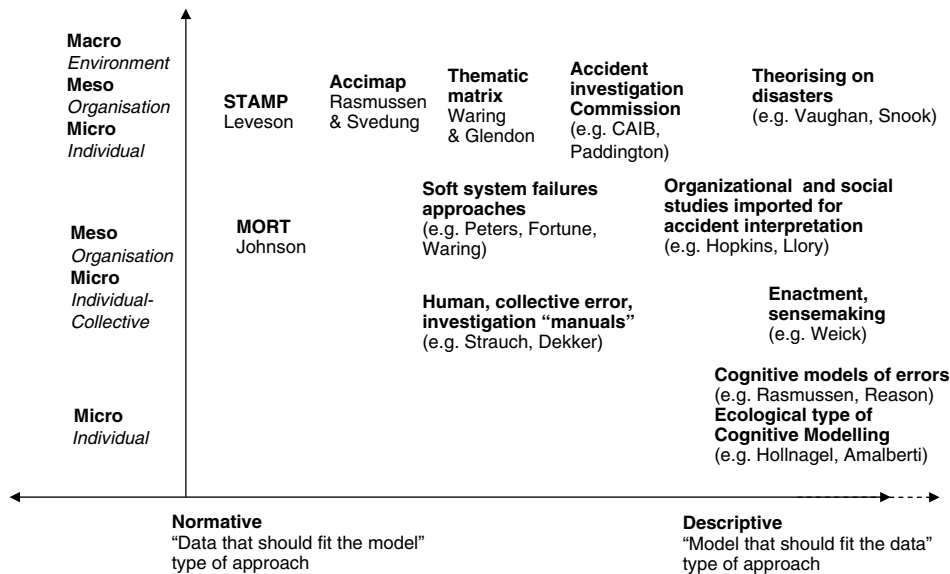 Macro
Environment
Meso
Organisation
Micro
Individual
STAMP
Leveson
Accimap
Rasmussen
& Svedung
Thematic
matrix
Waring
& Glendon
Accident
investigation
Commission
(e.g. CAIB,
Paddington)
Theorising on
disasters
(e.g. Vaughan, Snook)
Meso
Organisation
Micro
Individual-
Collective
MORT
Johnson
Soft system failures
approaches
(e.g. Peters, Fortune,
Waring)
Organizational and social
studies imported for
accident interpretation
(e.g. Hopkins, Llory)
Human, collective error,
investigation “manuals”
(e.g. Strauch, Dekker)
Enactment,
sensemaking
(e.g. Weick)
Micro
Individual
Cognitive models of errors
(e.g. Rasmussen, Reason)
Ecological type of
Cognitive Modelling
(e.g. Hollnagel, Amalberti)
Normative
“Data that should fit the model”
type of approach
Descriptive
“Model that should fit the data”
type of approach